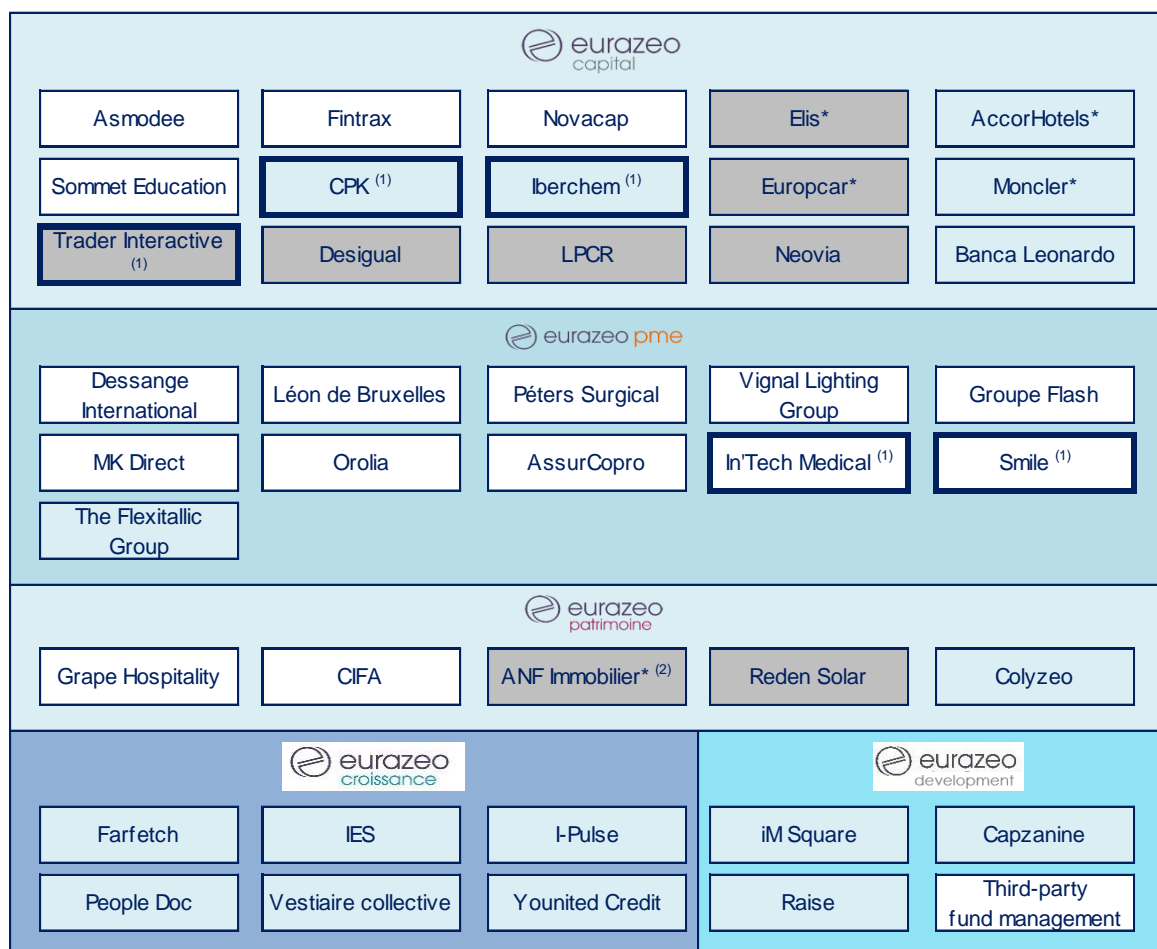 eurazeo
capital
Asmodee
Fintrax
Novacap
Elis*
AccorHotels*
Sommet Education
CPK (1)
Iberchem (1)
Europcar*
Moncler*
Trader Interactive
(1)
Desigual
LPCR
Neovia
Banca Leonardo
eurazeo pme
Dessange
International
Léon de Bruxelles
Péters Surgical
Vignal Lighting
Group
Groupe Flash
MK Direct
Orolia
AssurCopro
In'Tech Medical (1)
Smile (1)
The Flexitallic
Group
eurazeo
patrimoine
Grape Hospitality
CIFA
ANF Immobilier* (2)
Reden Solar
Colyzeo
eurazeo
croissance
Farfetch
IES
I-Pulse
People Doc
Vestiaire collective
Younited Credit
eurazeo
development
iM Square
Capzanine
Raise
Third-party
fund management